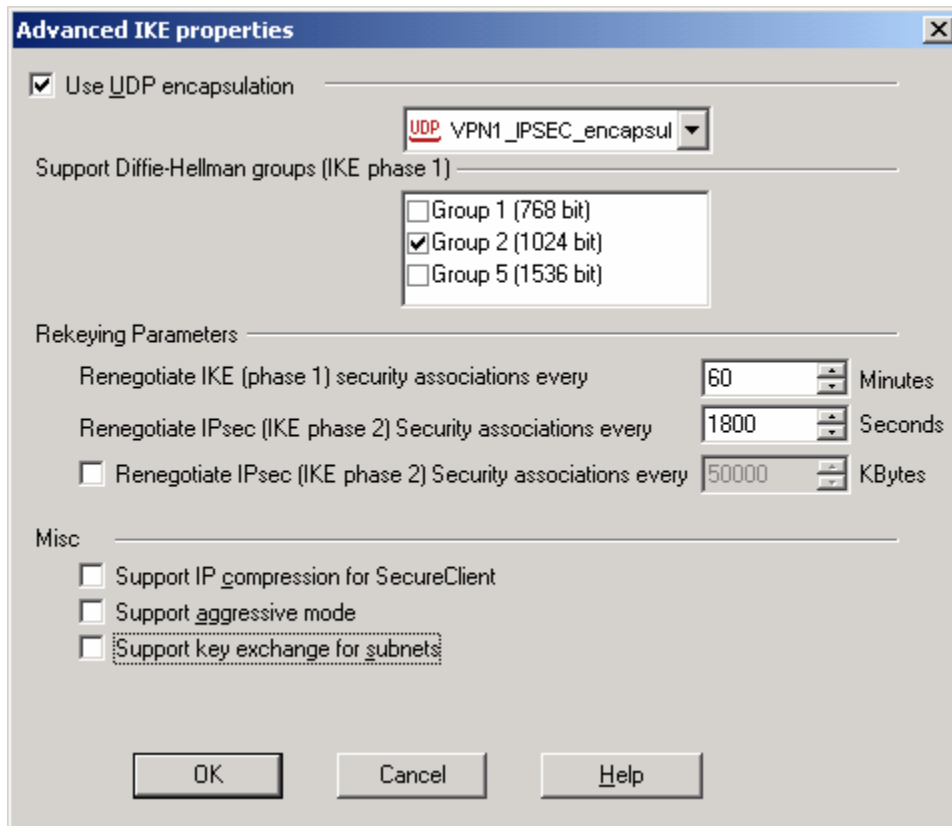 Advanced IKE properties
Use UDP encapsulation
UDP VPN1_IPSEC_encapsul
Support Diffie-Hellman groups (IKE phase 1)
Group 1 (768 bit)
Group 2 (1024 bit)
Group 5 (1536 bit)
Rekeying Parameters
Renegotiate IKE (phase 1) security associations every 60 Minutes
Renegotiate IPsec (IKE phase 2) Security associations every 1800 Seconds
Renegotiate IPsec (IKE phase 2) Security associations every 50000 KBytes
Misc
Support IP compression for SecureClient
Support aggressive mode
Support key exchange for subnets
OK Cancel Help